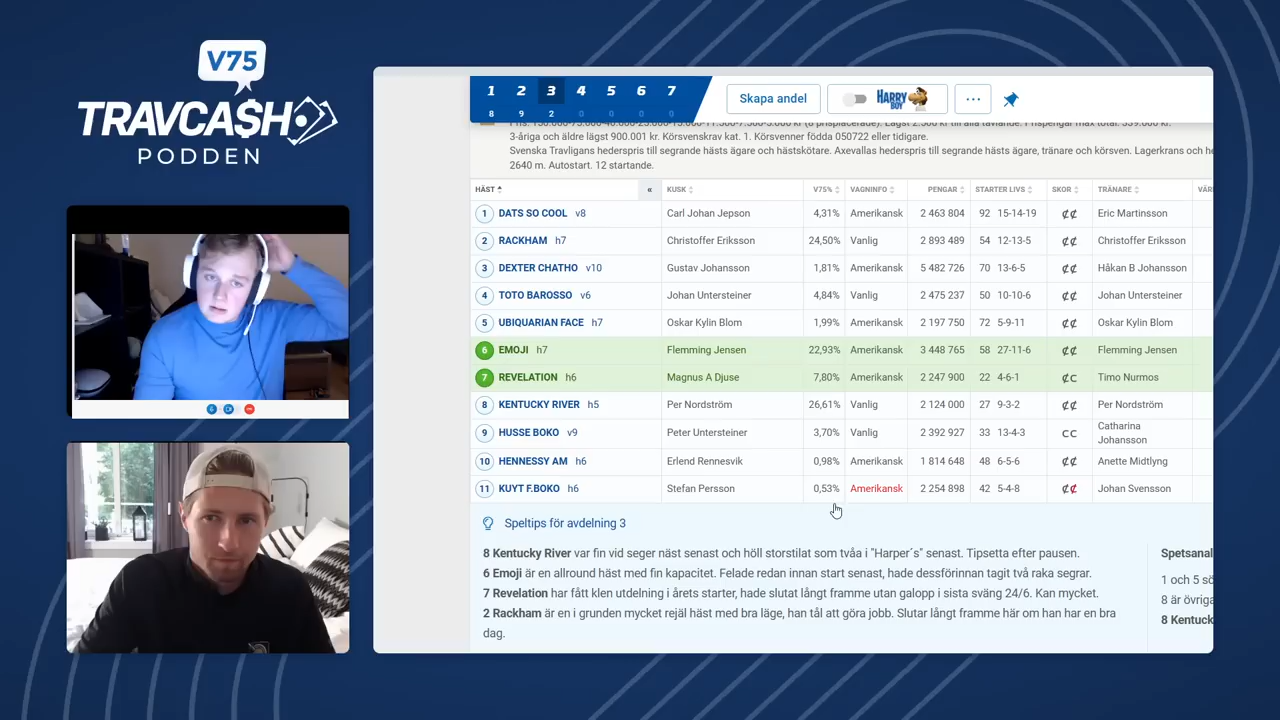 V75
TRAVCA$H
PODDEN
1 2 3 4 5 6 7
8 9 2 0 0 0 0
Skapa andel
HARRY BOY
...
3-åriga och äldre lägst 900.001 kr. Körsvenskrav kat. 1. Körsvenner födda 050722 eller tidigare.
Svenska Travligans hederspris till segrande hästs ägare och hästskötare. Axevallas hederspris till segrande hästs ägare, tränare och körsven. Lagerkrans och he
2640 m. Autostart. 12 startande.
HÄST « KUSK V75% VAGNINFO PENGAR STARTER LIVS SKOR TRÄNARE VÄR
1 DATS SO COOL v8 Carl Johan Jepson 4,31% Amerikansk 2 463 804 92 15-14-19 ȼȼ Eric Martinsson
2 RACKHAM h7 Christoffer Eriksson 24,50% Vanlig 2 893 489 54 12-13-5 ȼȼ Christoffer Eriksson
3 DEXTER CHATHO v10 Gustav Johansson 1,81% Amerikansk 5 482 726 70 13-6-5 ȼȼ Håkan B Johansson
4 TOTO BAROSSO v6 Johan Untersteiner 4,84% Vanlig 2 475 237 50 10-10-6 ȼȼ Johan Untersteiner
5 UBIQUARIAN FACE h7 Oskar Kylin Blom 1,99% Amerikansk 2 197 750 72 5-9-11 ȼȼ Oskar Kylin Blom
6 EMOJI h7 Flemming Jensen 22,93% Amerikansk 3 448 765 58 27-11-6 ȼȼ Flemming Jensen
7 REVELATION h6 Magnus A Djuse 7,80% Amerikansk 2 247 900 22 4-6-1 ȼc Timo Nurmos
8 KENTUCKY RIVER h5 Per Nordström 26,61% Vanlig 2 124 000 27 9-3-2 ȼȼ Per Nordström
9 HUSSE BOKO v9 Peter Untersteiner 3,70% Vanlig 2 392 927 33 13-4-3 cc Catharina
Johansson
10 HENNESSY AM h6 Erlend Rennesvik 0,98% Amerikansk 1 814 648 48 6-5-6 ȼȼ Anette Midtlyng
11 KUYT F.BOKO h6 Stefan Persson 0,53% Amerikansk 2 254 898 42 5-4-8 ȼȼ Johan Svensson
Speltips för avdelning 3
8 Kentucky River var fin vid seger näst senast och höll storstilat som tvåa i "Harper´s" senast. Tipsetta efter pausen.
6 Emoji är en allround häst med fin kapacitet. Felade redan innan start senast, hade dessförinnan tagit två raka segrar.
7 Revelation har fått klen utdelning i årets starter, hade slutat långt framme utan galopp i sista sväng 24/6. Kan mycket.
2 Rackham är en i grunden mycket rejäl häst med bra läge, han tål att göra jobb. Slutar långt framme här om han har en bra
dag.
Spetsanal
1 och 5 sö
8 är övriga
8 Kentuck